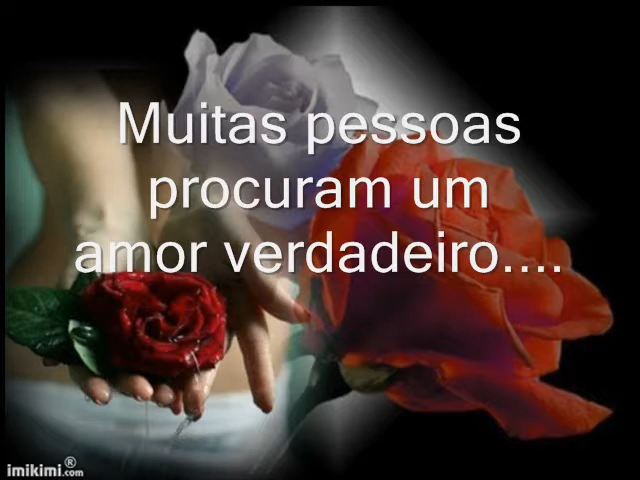 Muitas pessoas
procuram um
amor verdadeiro....
imikimi.com®